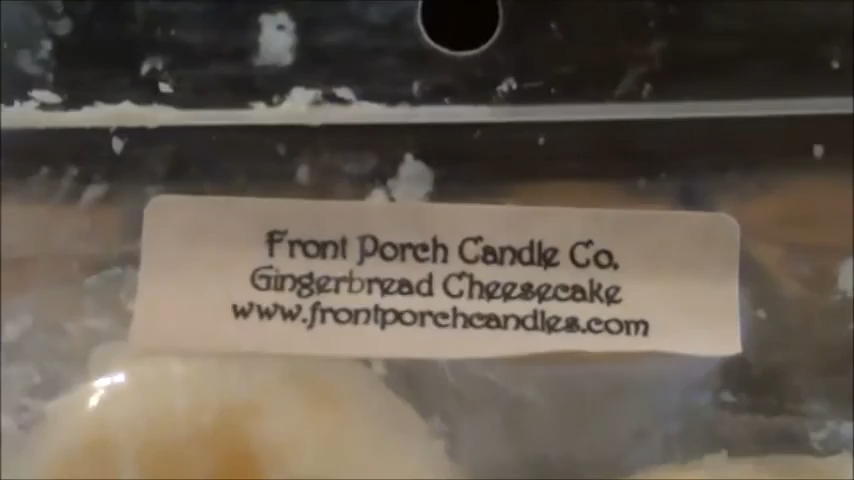 Front Porch Candle Co.
Gingerbread Cheesecake
www.frontporchcandles.com